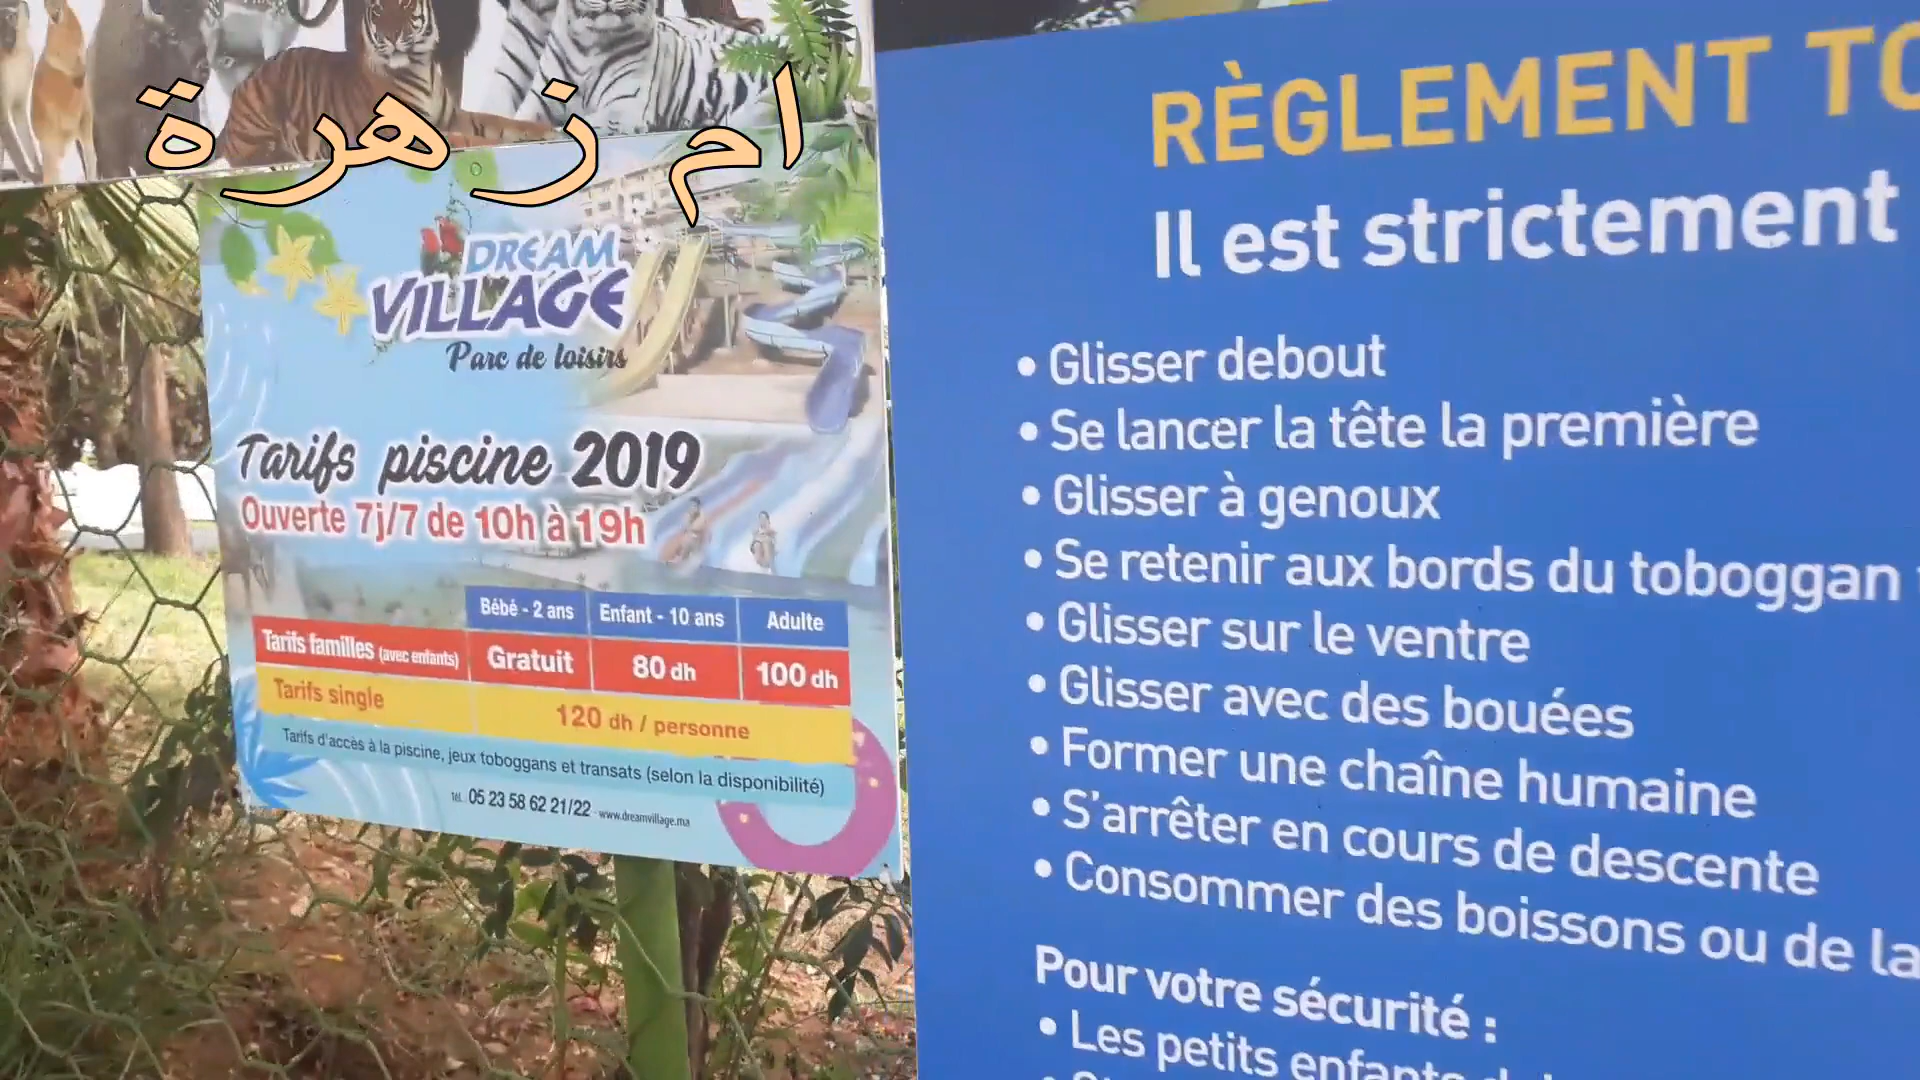 ام زهرة
DREAM
VILLAGE
Parc de loisirs
Tarifs piscine 2019
Ouverte 7j/7 de 10h à 19h
Bébé - 2 ans Enfant - 10 ans Adulte
Tarifs familles (avec enfants) Gratuit 80 dh 100 dh
Tarifs single 120 dh / personne
Tarifs d'accès à la piscine, jeux toboggans et transats (selon la disponibilité)
Tél. 05 23 58 62 21/22 - www.dreamvillage.ma
RÈGLEMENT TO
Il est strictement
• Glisser debout
• Se lancer la tête la première
• Glisser à genoux
• Se retenir aux bords du toboggan
• Glisser sur le ventre
• Glisser avec des bouées
• Former une chaîne humaine
• S'arrêter en cours de descente
• Consommer des boissons ou de la
Pour votre sécurité :
• Les petits enfants